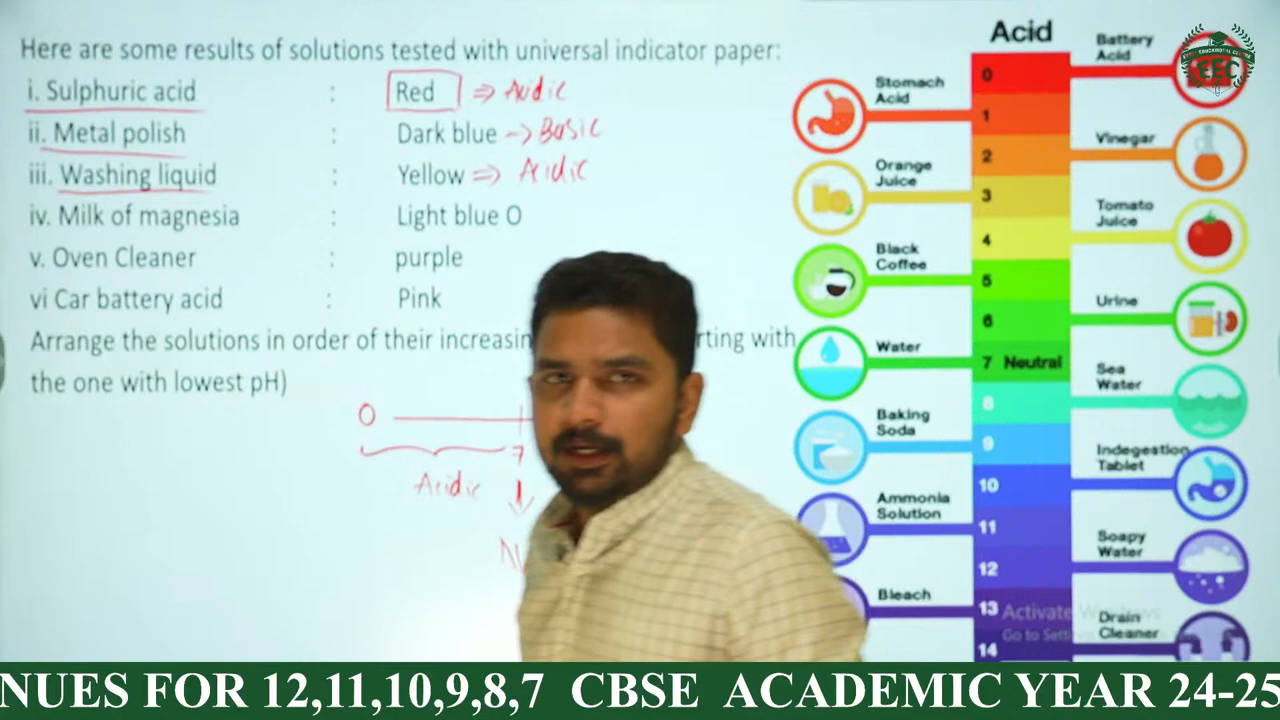 Here are some results of solutions tested with universal indicator paper:
i. Sulphuric acid : Red ⇒ Acidic
ii. Metal polish : Dark blue → Basic
iii. Washing liquid : Yellow ⇒ Acidic
iv. Milk of magnesia : Light blue O
v. Oven Cleaner : purple
vi Car battery acid : Pink
Arrange the solutions in order of their increasin rting with
the one with lowest pH)
0
7
Acidic
Acid
0
1
2
3
4
5
6
7 Neutral
8
9
10
11
12
13
14
Stomach
Acid
Orange
Juice
Black
Coffee
Water
Baking
Soda
Ammonia
Solution
Bleach
Battery
Acid
Vinegar
Tomato
Juice
Urine
Sea
Water
Indegestion
Tablet
Soapy
Water
Drain
Cleaner
EEC
Activate Windows
NUES FOR 12,11,10,9,8,7 CBSE ACADEMIC YEAR 24-25